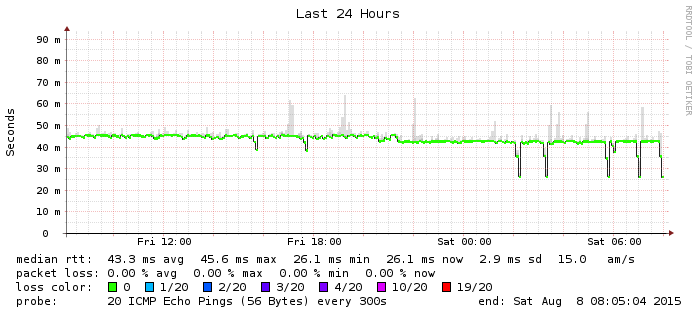 Last 24 Hours
RRDTOOL / TOBI OETIKER
Seconds
90 m
80 m
70 m
60 m
50 m
40 m
30 m
20 m
10 m
0
Fri 12:00 Fri 18:00 Sat 00:00 Sat 06:00
median rtt: 43.3 ms avg 45.6 ms max 26.1 ms min 26.1 ms now 2.9 ms sd 15.0 am/s
packet loss: 0.00 % avg 0.00 % max 0.00 % min 0.00 % now
loss color: 0 1/20 2/20 3/20 4/20 10/20 19/20
probe: 20 ICMP Echo Pings (56 Bytes) every 300s end: Sat Aug 8 08:05:04 2015